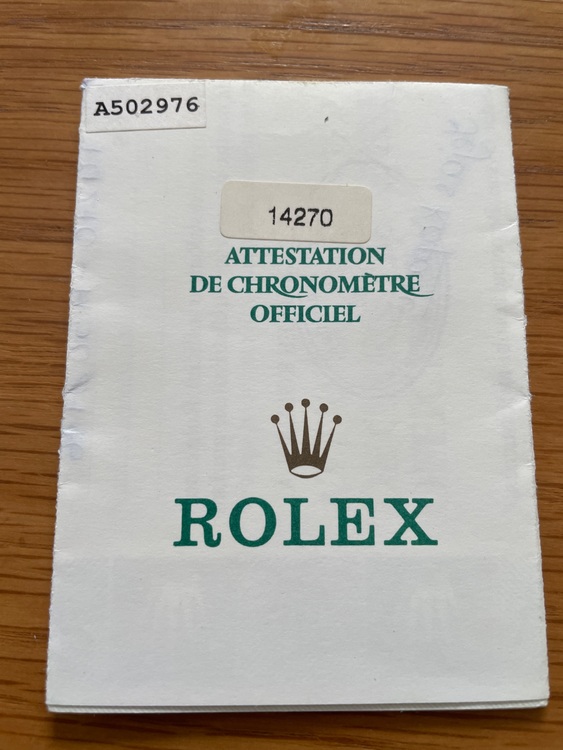 A502976
14270
ATTESTATION
DE CHRONOMÈTRE
OFFICIEL
ROLEX